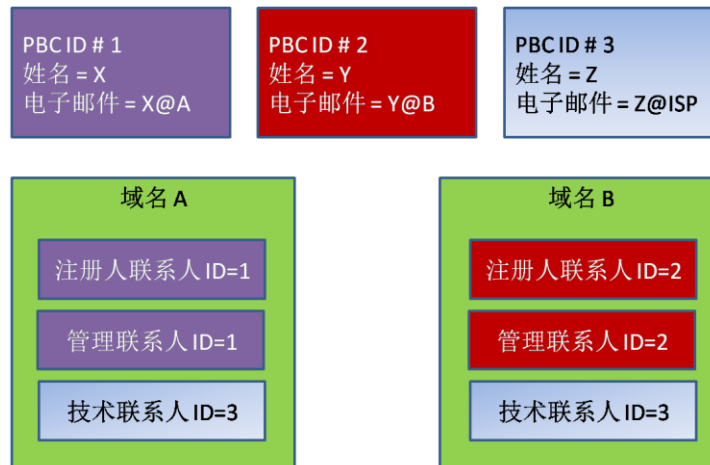 PBC ID # 1
姓名 = X
电子邮件 = X@A
PBC ID # 2
姓名 = Y
电子邮件 = Y@B
PBC ID # 3
姓名 = Z
电子邮件 = Z@ISP
域名 A
注册人联系人 ID=1
管理联系人 ID=1
技术联系人 ID=3
域名 B
注册人联系人 ID=2
管理联系人 ID=2
技术联系人 ID=3